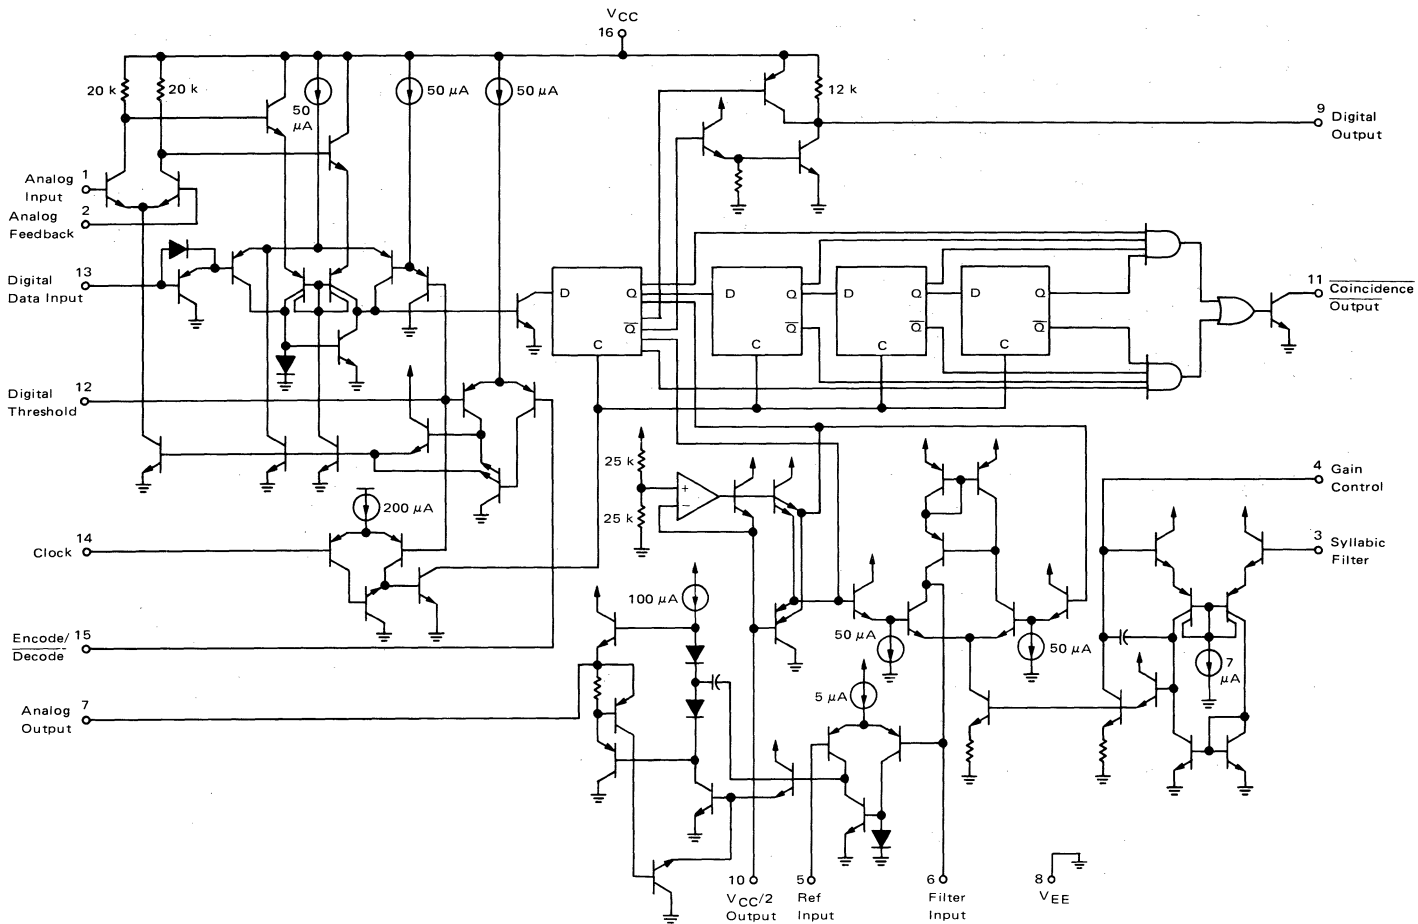 VCC
16
20 k
20 k
50
μA
50 μA
50 μA
12 k
9 Digital
Output
Analog 1
Input
2
Analog
Feedback
13
Digital
Data Input
D
Q
Q
C
D
Q
Q
C
D
Q
Q
C
D
Q
Q
C
11 Coincidence
Output
12
Digital
Threshold
25 k
+
−
25 k
4 Gain
Control
200 μA
14
Clock
3 Syllabic
Filter
100 μA
50 μA
50 μA
7
μA
15
Encode/
Decode
5 μA
7
Analog
Output
10
VCC/2
Output
5
Ref
Input
6
Filter
Input
8
VEE